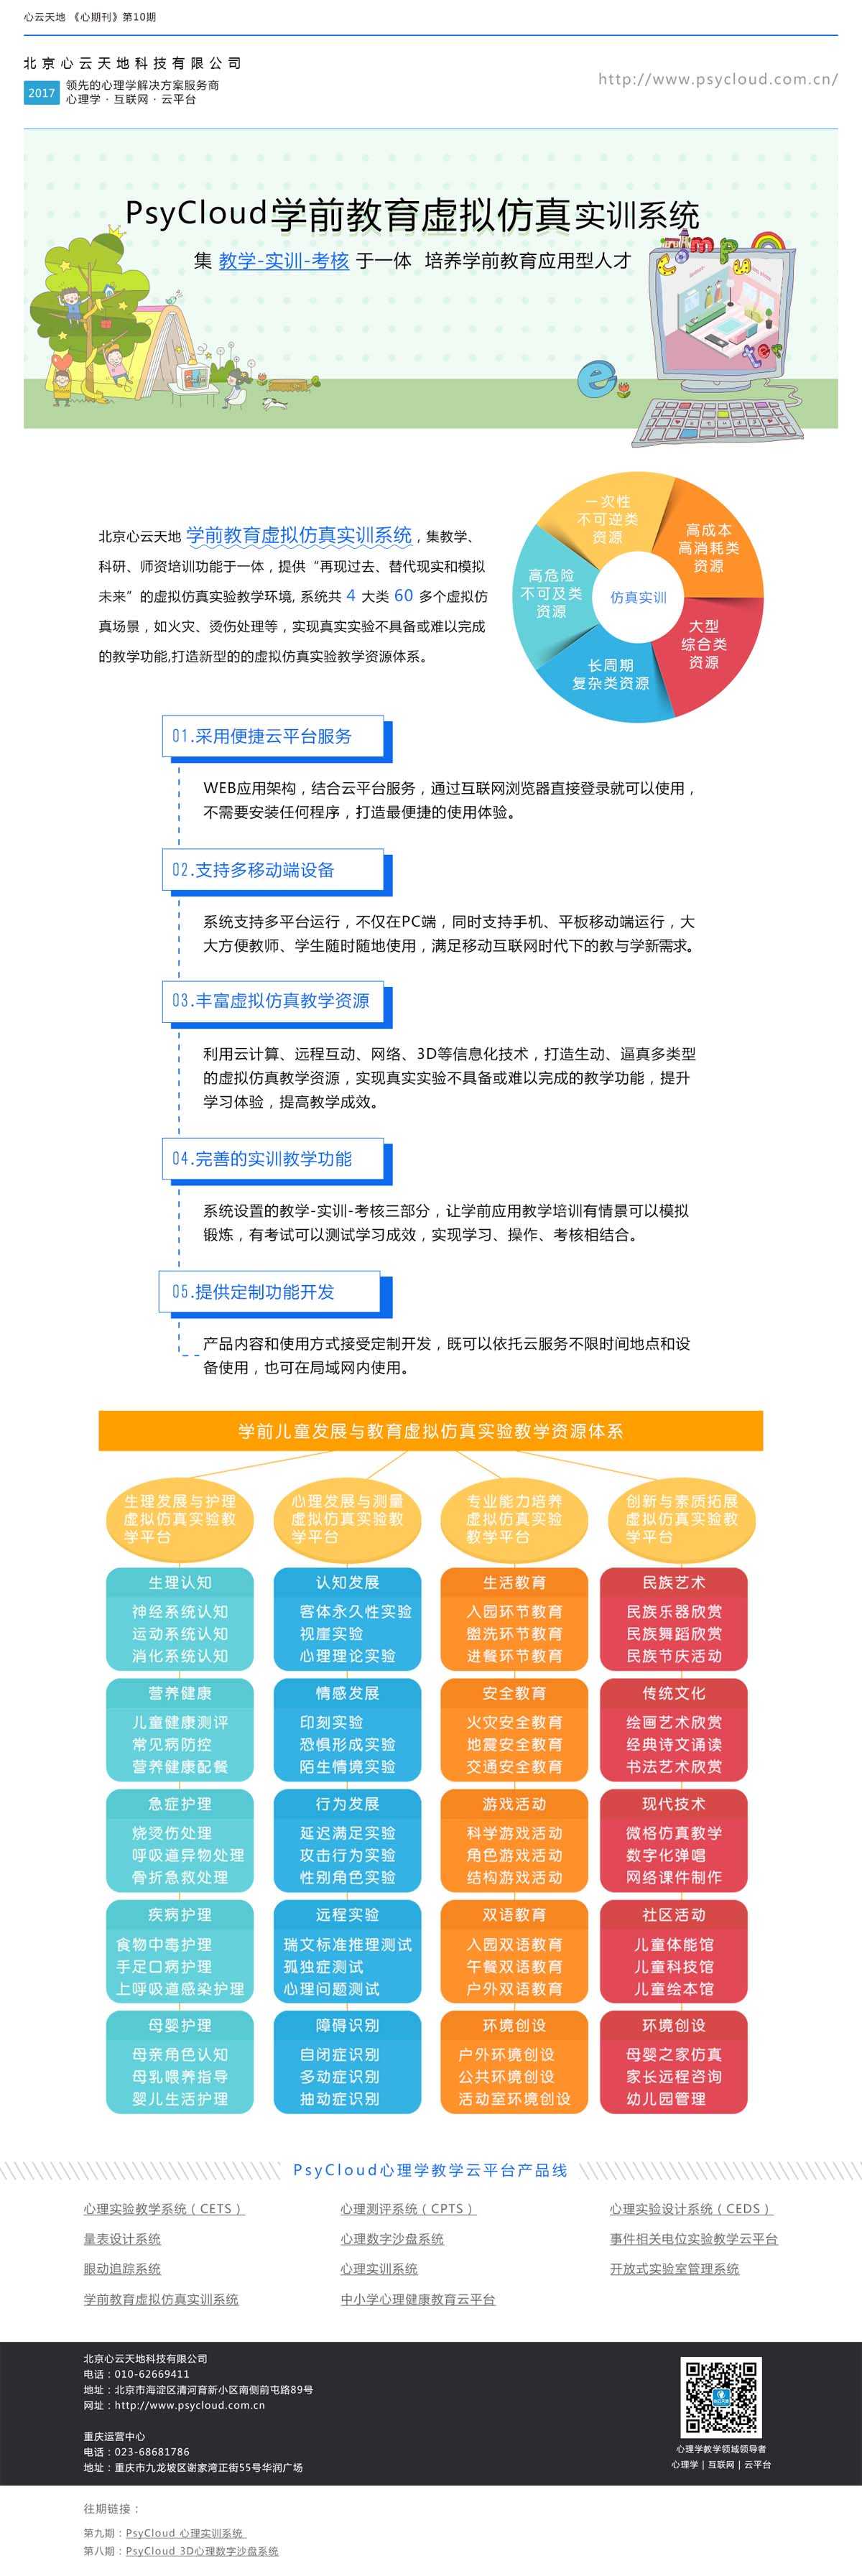 心云天地 《心期刊》第10期
北京心云天地科技有限公司
2017
领先的心理学解决方案服务商
心理学 · 互联网 · 云平台
http://www.psycloud.com.cn/
PsyCloud学前教育虚拟仿真实训系统
集 教学-实训-考核 于一体 培养学前教育应用型人才
北京心云天地 学前教育虚拟仿真实训系统，集教学、
科研、师资培训功能于一体，提供“再现过去、替代现实和模拟
未来”的虚拟仿真实验教学环境, 系统共 4 大类 60 多个虚拟仿
真场景，如火灾、烫伤处理等，实现真实实验不具备或难以完成
的教学功能,打造新型的的虚拟仿真实验教学资源体系。
一次性
不可逆类
资源
高成本
高消耗类
资源
高危险
不可及类
资源
仿真实训
大型
综合类
资源
长周期
复杂类资源
01.采用便捷云平台服务
WEB应用架构，结合云平台服务，通过互联网浏览器直接登录就可以使用，
不需要安装任何程序，打造最便捷的使用体验。
02.支持多移动端设备
系统支持多平台运行，不仅在PC端，同时支持手机、平板移动端运行，大
大方便教师、学生随时随地使用，满足移动互联网时代下的教与学新需求。
03.丰富虚拟仿真教学资源
利用云计算、远程互动、网络、3D等信息化技术，打造生动、逼真多类型
的虚拟仿真教学资源，实现真实实验不具备或难以完成的教学功能，提升
学习体验，提高教学成效。
04.完善的实训教学功能
系统设置的教学-实训-考核三部分，让学前应用教学培训有情景可以模拟
锻炼，有考试可以测试学习成效，实现学习、操作、考核相结合。
05.提供定制功能开发
产品内容和使用方式接受定制开发，既可以依托云服务不限时间地点和设
备使用，也可在局域网内使用。
学前儿童发展与教育虚拟仿真实验教学资源体系
生理发展与护理
虚拟仿真实验教
学平台
生理认知
神经系统认知
运动系统认知
消化系统认知
营养健康
儿童健康测评
常见病防控
营养健康配餐
急症护理
烧烫伤处理
呼吸道异物处理
骨折急救处理
疾病护理
食物中毒护理
手足口病护理
上呼吸道感染护理
母婴护理
母亲角色认知
母乳喂养指导
婴儿生活护理
心理发展与测量
虚拟仿真实验教
学平台
认知发展
客体永久性实验
视崖实验
心理理论实验
情感发展
印刻实验
恐惧形成实验
陌生情境实验
行为发展
延迟满足实验
攻击行为实验
性别角色实验
远程实验
瑞文标准推理测试
孤独症测试
心理问题测试
障碍识别
自闭症识别
多动症识别
抽动症识别
专业能力培养
虚拟仿真实验
教学平台
生活教育
入园环节教育
盥洗环节教育
进餐环节教育
安全教育
火灾安全教育
地震安全教育
交通安全教育
游戏活动
科学游戏活动
角色游戏活动
结构游戏活动
双语教育
入园双语教育
午餐双语教育
户外双语教育
环境创设
户外环境创设
公共环境创设
活动室环境创设
创新与素质拓展
虚拟仿真实验教
学平台
民族艺术
民族乐器欣赏
民族舞蹈欣赏
民族节庆活动
传统文化
绘画艺术欣赏
经典诗文诵读
书法艺术欣赏
现代技术
微格仿真教学
数字化弹唱
网络课件制作
社区活动
儿童体能馆
儿童科技馆
儿童绘本馆
环境创设
母婴之家仿真
家长远程咨询
幼儿园管理
PsyCloud心理学教学云平台产品线
心理实验教学系统（CETS）
心理测评系统（CPTS）
心理实验设计系统（CEDS）
量表设计系统
心理数字沙盘系统
事件相关电位实验教学云平台
眼动追踪系统
心理实训系统
开放式实验室管理系统
学前教育虚拟仿真实训系统
中小学心理健康教育云平台
北京心云天地科技有限公司
电话：010-62669411
地址：北京市海淀区清河育新小区南侧前屯路89号
网址：http://www.psycloud.com.cn
重庆运营中心
电话：023-68681786
地址：重庆市九龙坡区谢家湾正街55号华润广场
心理学教学领域领导者
心理学 | 互联网 | 云平台
往期链接：
第九期：PsyCloud 心理实训系统
第八期：PsyCloud 3D心理数字沙盘系统